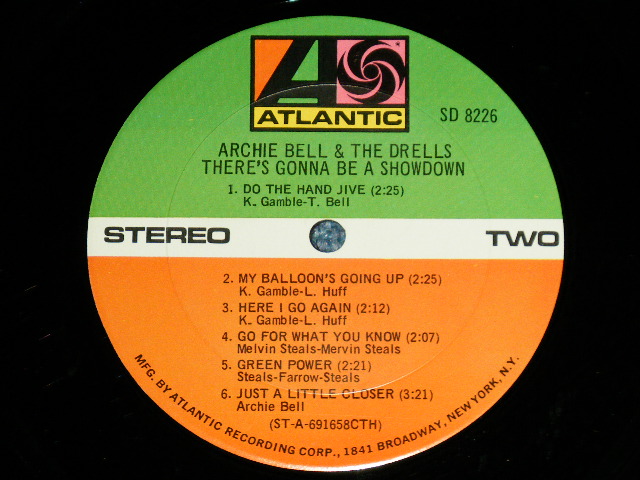 ATLANTIC
SD 8226
ARCHIE BELL & THE DRELLS
THERE'S GONNA BE A SHOWDOWN
1. DO THE HAND JIVE (2:25)
K. Gamble-T. Bell
STEREO TWO
2. MY BALLOON'S GOING UP (2:25)
K. Gamble-L. Huff
3. HERE I GO AGAIN (2:12)
K. Gamble-L. Huff
4. GO FOR WHAT YOU KNOW (2:07)
Melvin Steals-Mervin Steals
5. GREEN POWER (2:21)
Steals-Farrow-Steals
6. JUST A LITTLE CLOSER (3:21)
Archie Bell
(ST-A-691658CTH)
MFG. BY ATLANTIC RECORDING CORP., 1841 BROADWAY, NEW YORK, N.Y.